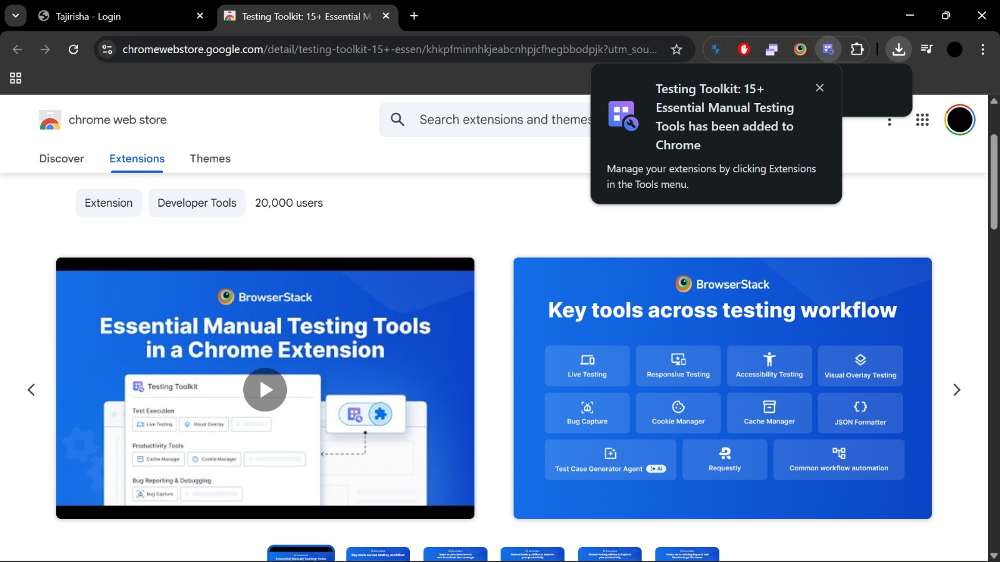 Tajirisha - Login
Testing Toolkit: 15+ Essential M
chromewebstore.google.com/detail/testing-toolkit-15+-essen/khkpfminnhkjeabcnhpjcfhegbbodpjk?utm_sou...
Testing Toolkit: 15+
Essential Manual Testing
Tools has been added to
Chrome
Manage your extensions by clicking Extensions
in the Tools menu.
chrome web store
Search extensions and themes
Discover
Extensions
Themes
Extension
Developer Tools
20,000 users
BrowserStack
Essential Manual Testing Tools
in a Chrome Extension
Testing Toolkit
Test Execution
Live Testing
Visual Overlay
Productivity Tools
Cache Manager
Cookie Manager
Bug Reporting & Debugging
Bug Capture
BrowserStack
Key tools across testing workflow
Live Testing
Responsive Testing
Accessibility Testing
Visual Overlay Testing
Bug Capture
Cookie Manager
Cache Manager
JSON Formatter
Test Case Generator Agent AI
Requestly
Common workflow automation
Essential Manual Testing Tools
Key tools across testing workflow